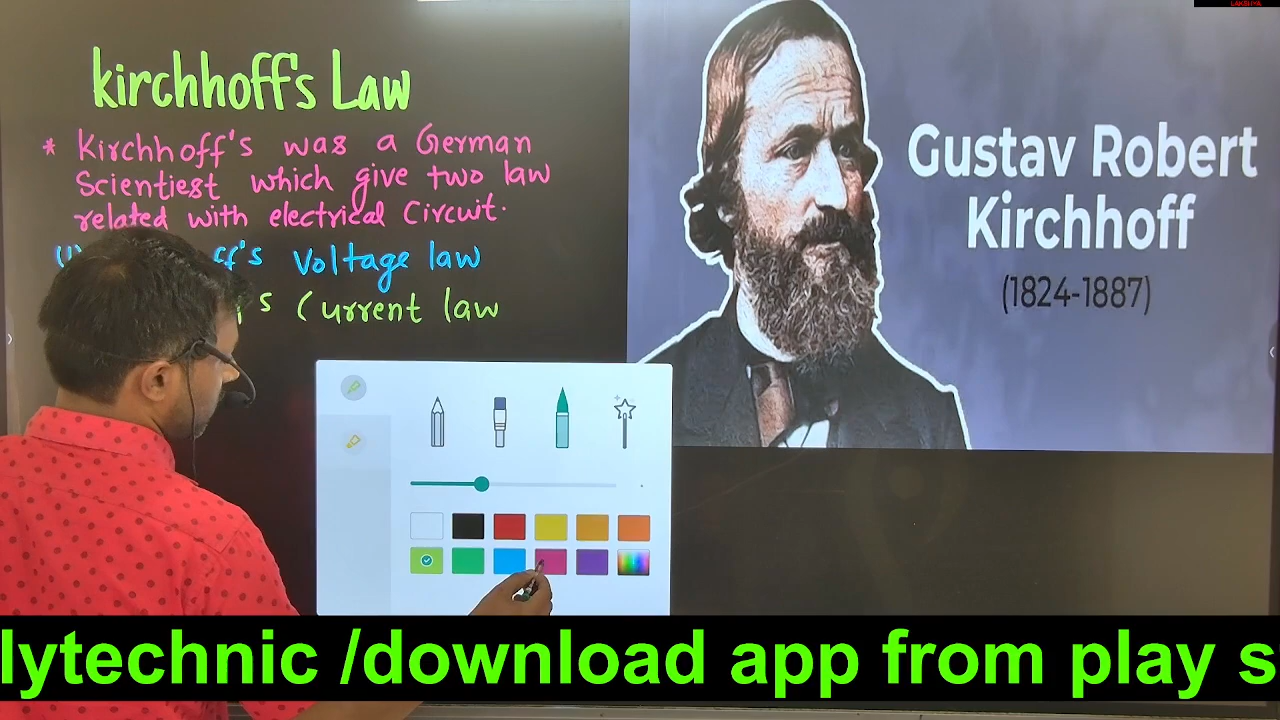 kirchhoff's Law
* Kirchhoff's was a German
Scientiest which give two law
related with electrical Circuit.
Voltage law
's Current law
Gustav Robert
Kirchhoff
(1824-1887)
LAKSHYA
lytechnic /download app from play s